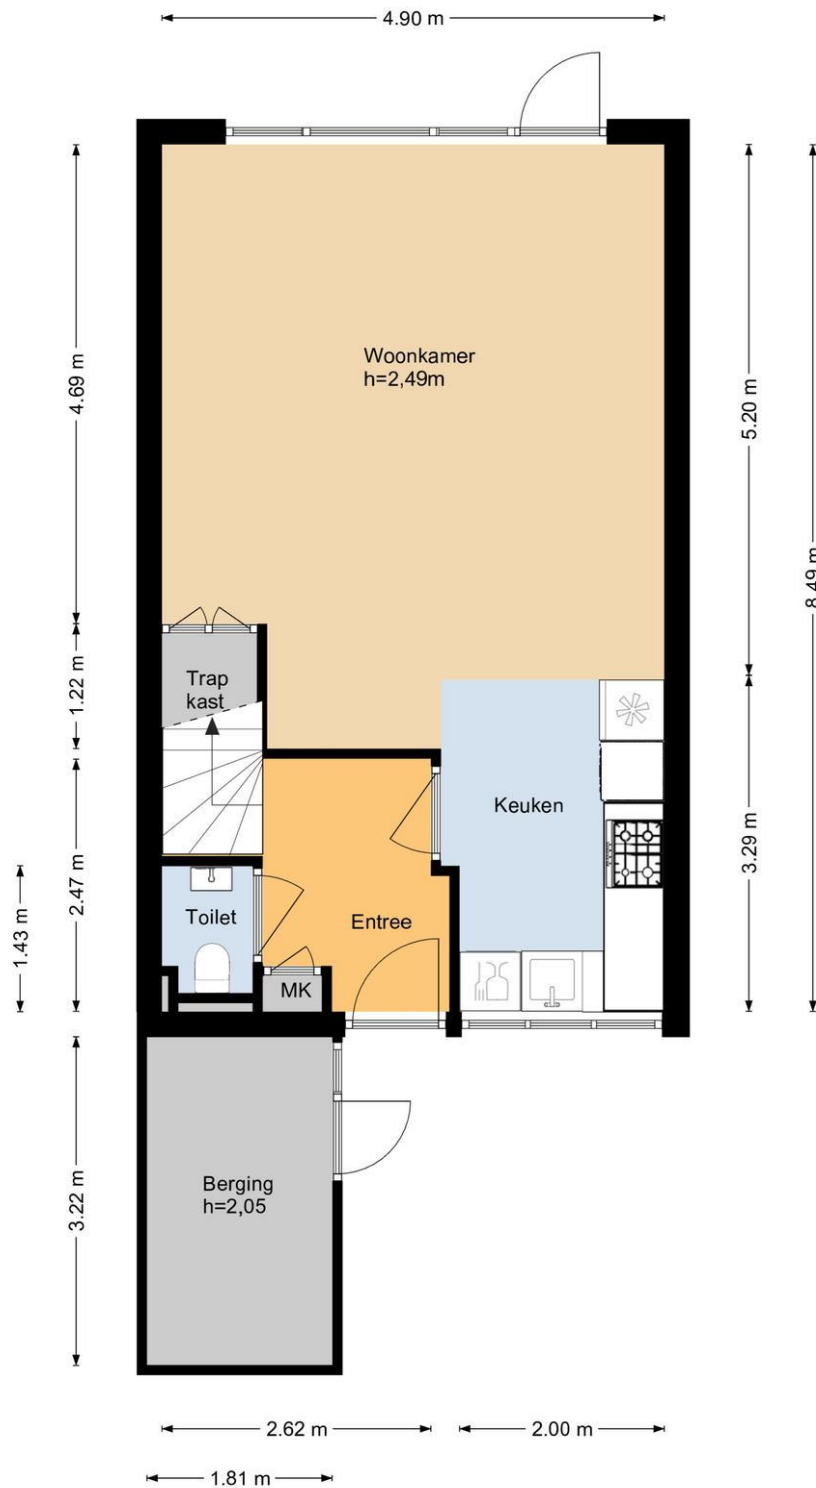 4.90 m
Woonkamer
h=2,49m
4.69 m
5.20 m
8.49 m
1.22 m
Trap
kast
Keuken
3.29 m
2.47 m
1.43 m
Toilet
Entree
MK
Berging
h=2,05
3.22 m
2.62 m
2.00 m
1.81 m